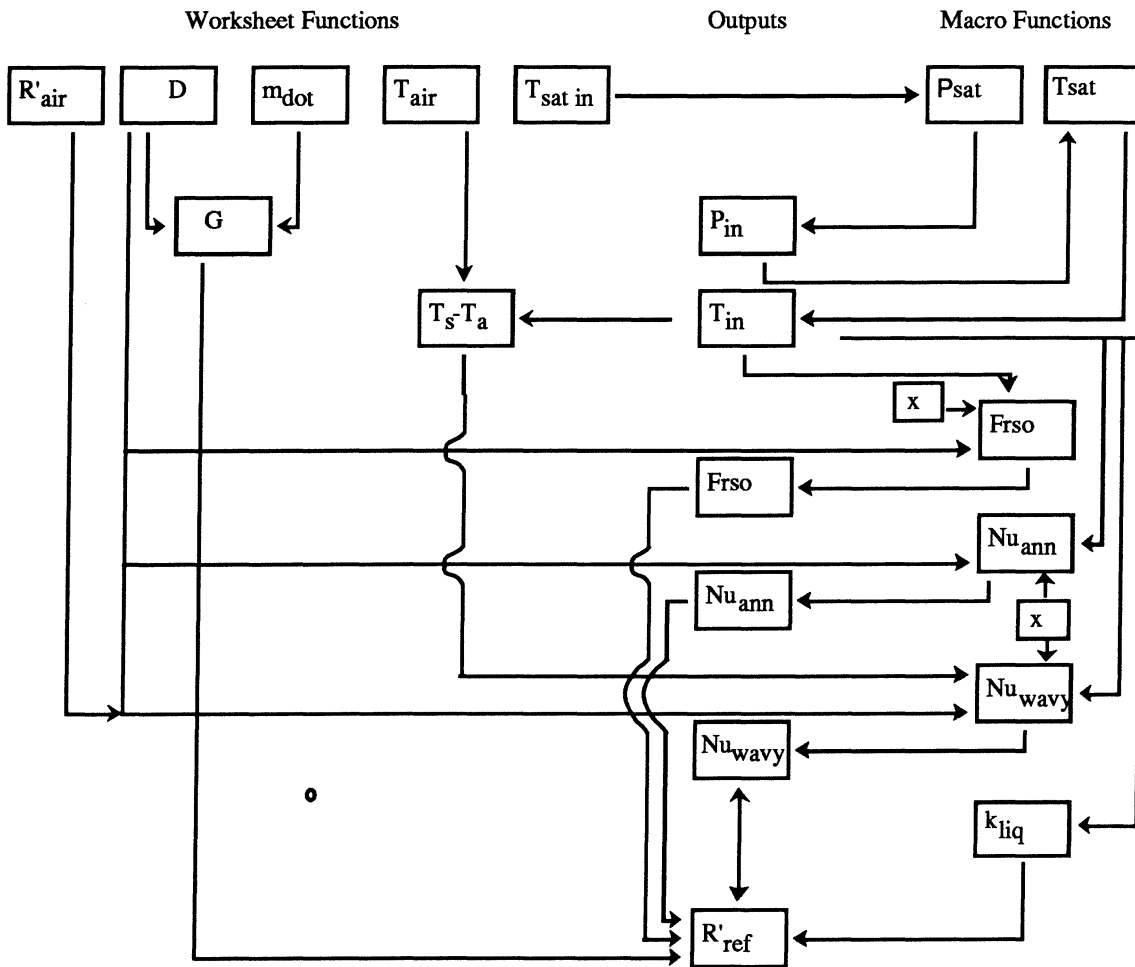 Worksheet Functions Outputs Macro Functions
R'air D mdot Tair Tsat in Psat Tsat
G Pin
Ts-Ta Tin
x
Frso
Frso
Nuann
Nuann
x
Nuwavy
Nuwavy
kliq
R'ref